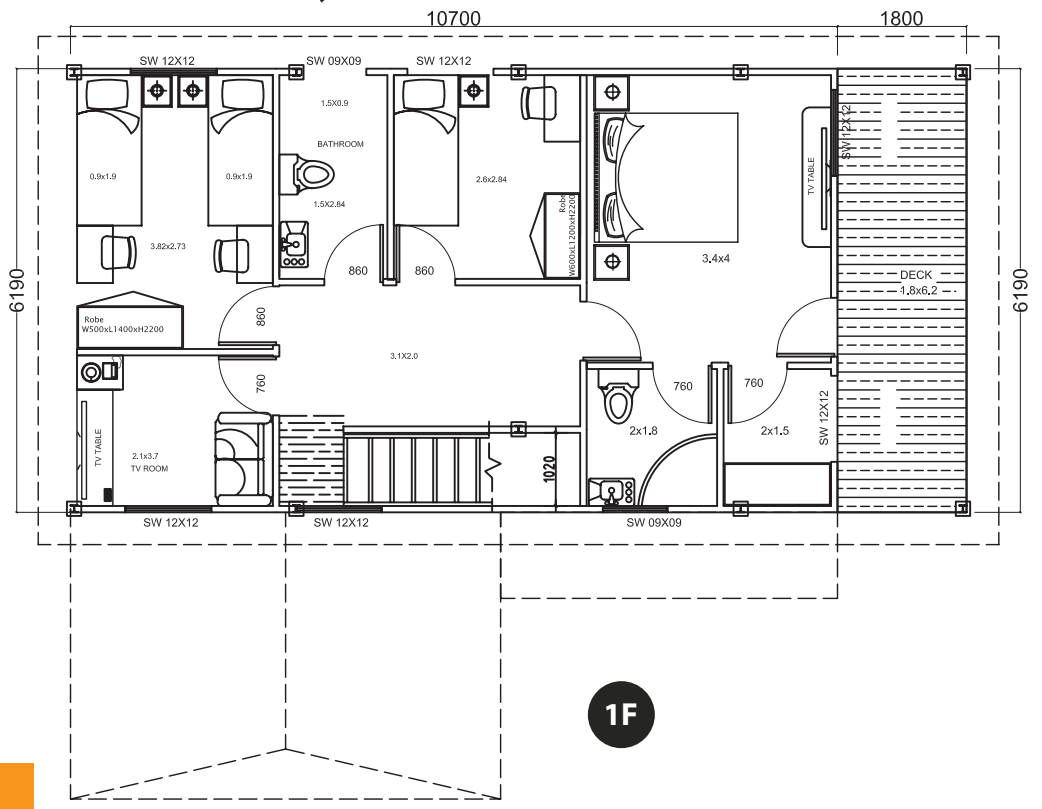 10700
1800
SW 12X12
SW 09X09
SW 12X12
1.5X0.9
BATHROOM
1.5X2.84
0.9x1.9
0.9x1.9
3.82x2.73
2.6x2.84
Robe
W600xL1200xH2200
TV TABLE
SW 12X12
3.4x4
DECK
1.8x6.2
6190
6190
860
860
Robe
W500xL1400xH2200
860
3.1X2.0
760
760
760
TV TABLE
2.1x3.7
TV ROOM
2x1.8
2x1.5
SW 12X12
1020
SW 12X12
SW 12X12
SW 09X09
1F